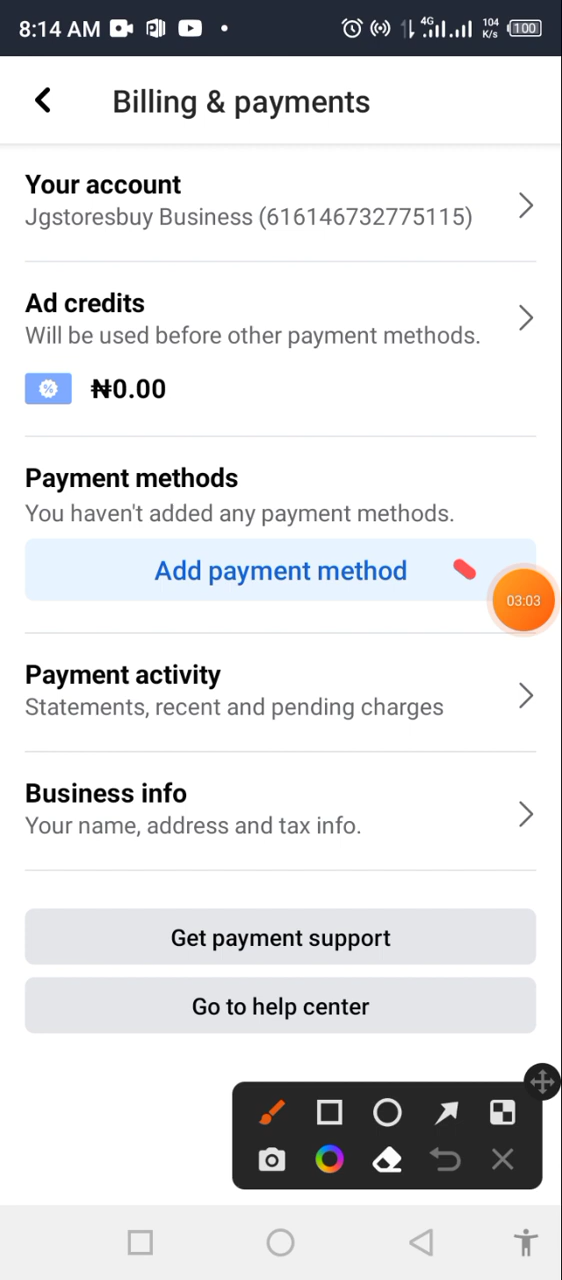 8:14 AM
4G
104
K/s
100
Billing & payments
Your account
Jgstoresbuy Business (616146732775115)
Ad credits
Will be used before other payment methods.
₦0.00
Payment methods
You haven't added any payment methods.
Add payment method
03:03
Payment activity
Statements, recent and pending charges
Business info
Your name, address and tax info.
Get payment support
Go to help center